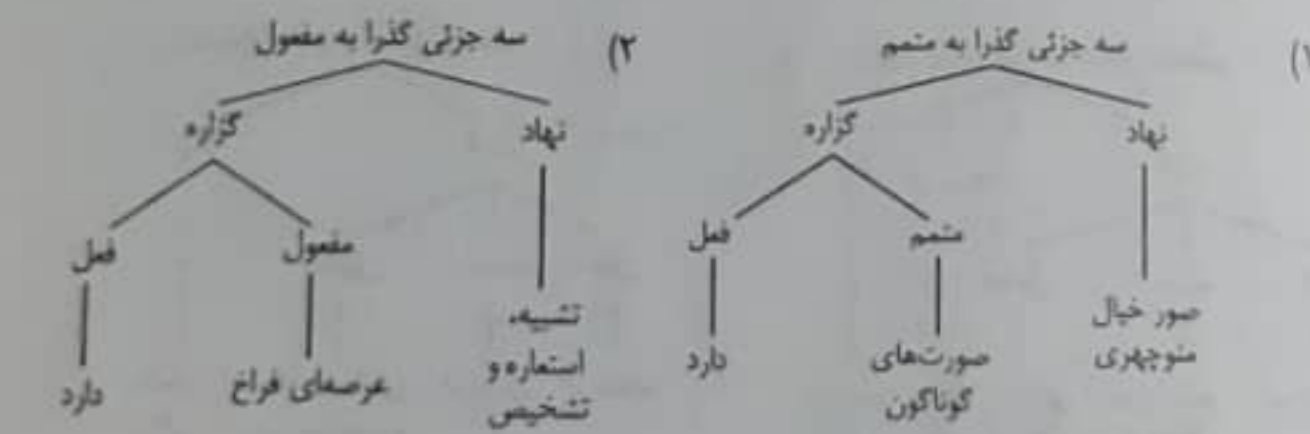 ۱) سه جزئی گذرا به متمم
نهاد گزاره
متمم فعل
صور خیال
منوچهری
صورت‌های
گوناگون
دارد
۲) سه جزئی گذرا به مفعول
نهاد گزاره
مفعول فعل
تشبیه،
استعاره و
تشخیص
عرصه‌ای فراخ
دارد